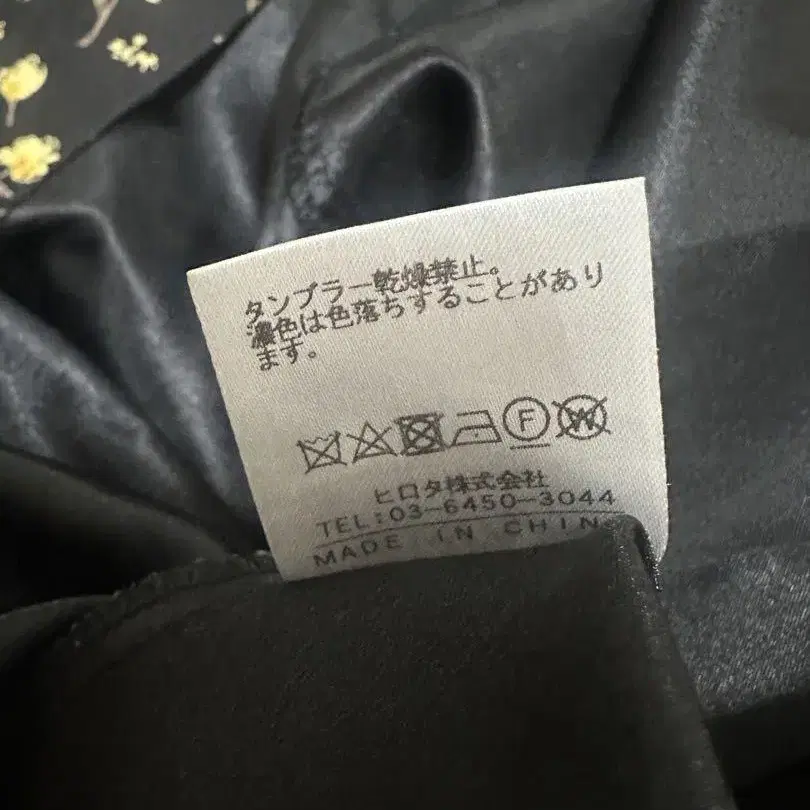 タンブラー乾燥禁止。
濃色は色落ちすることがあり
ます。
F W
ヒロタ株式会社
TEL:03-6450-3044
MADE IN CHIN